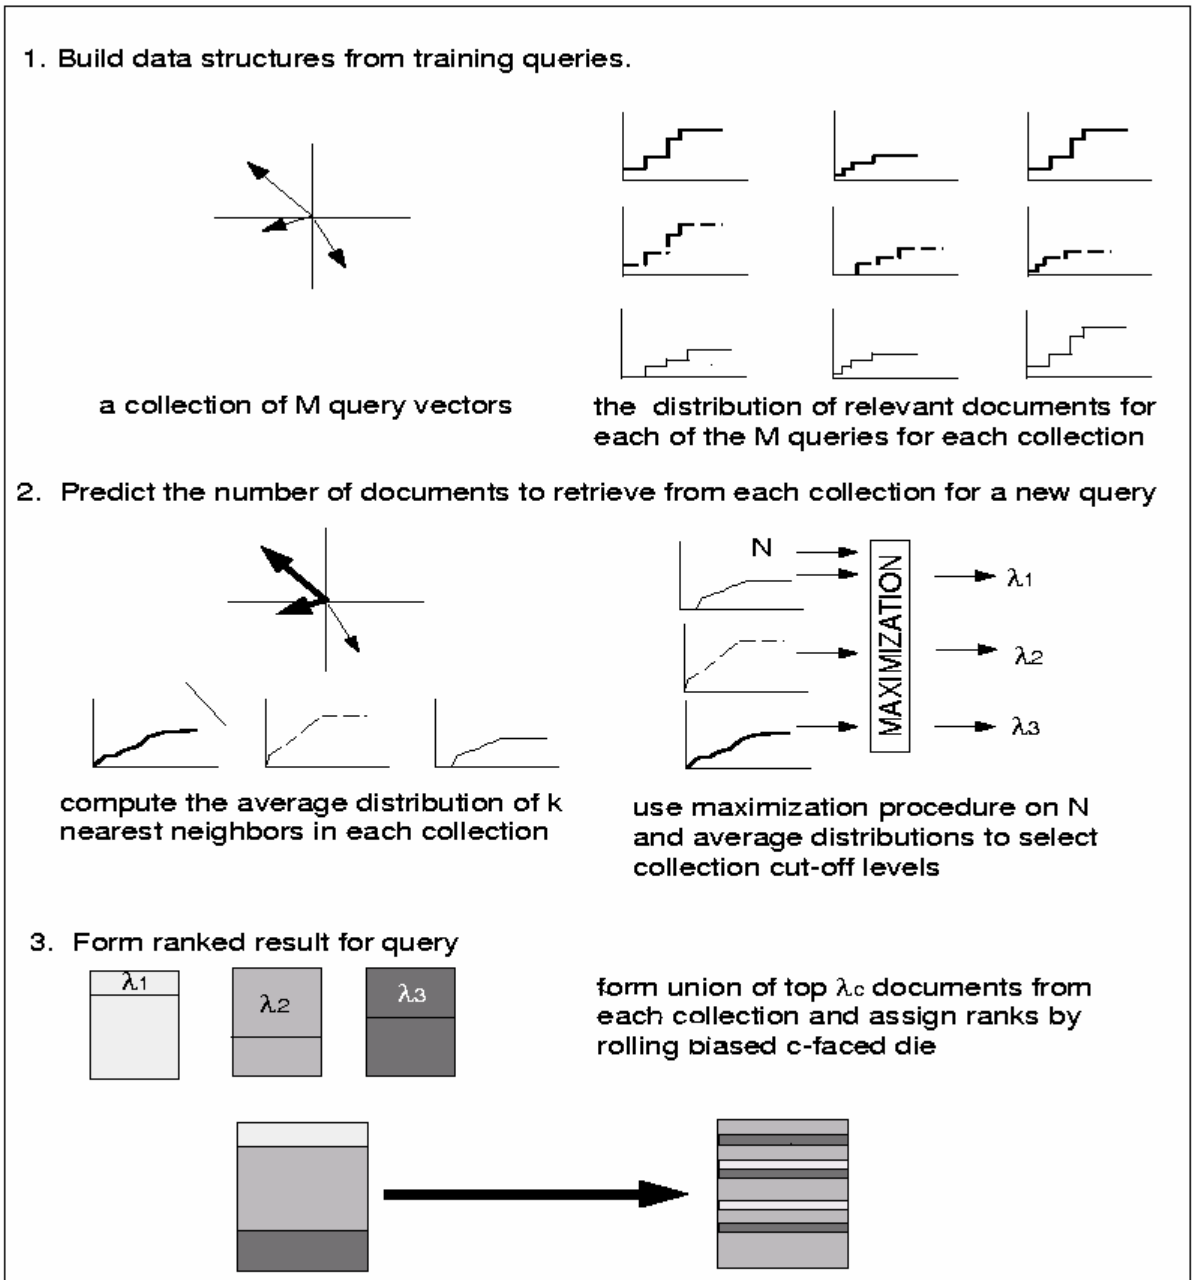 1. Build data structures from training queries.
a collection of M query vectors
the distribution of relevant documents for
each of the M queries for each collection
2. Predict the number of documents to retrieve from each collection for a new query
N
MAXIMIZATION
λ1
λ2
λ3
compute the average distribution of k
nearest neighbors in each collection
use maximization procedure on N
and average distributions to select
collection cut-off levels
3. Form ranked result for query
λ1
λ2
λ3
form union of top λc documents from
each collection and assign ranks by
rolling biased c-faced die